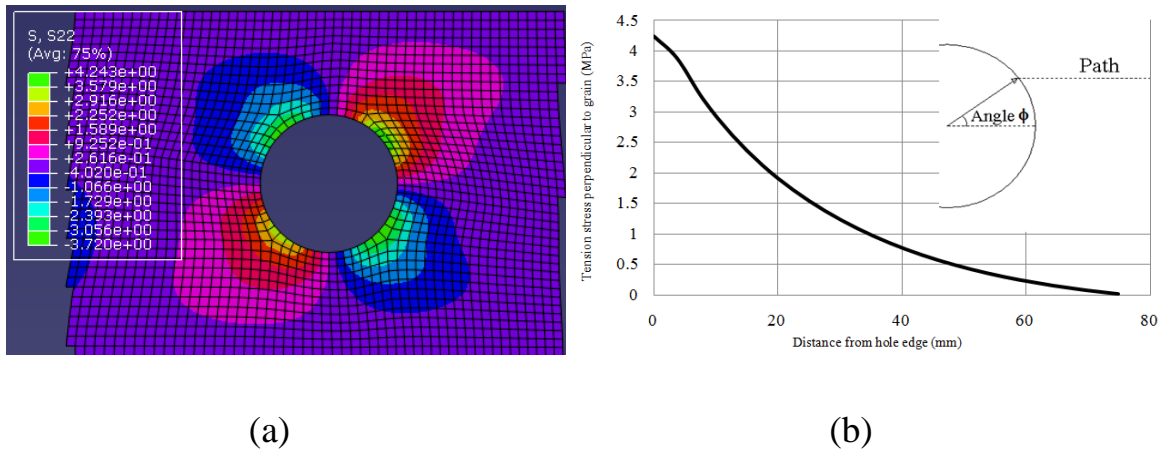 S, S22
(Avg: 75%)
+4.243e+00
+3.579e+00
+2.916e+00
+2.252e+00
+1.589e+00
+9.252e-01
+2.616e-01
-4.020e-01
-1.066e+00
-1.729e+00
-2.393e+00
-3.056e+00
-3.720e+00
(a)
Tension stress perpendicular to grain (MPa)
4.5
4
3.5
3
2.5
2
1.5
1
0.5
0
0
20
40
60
80
Distance from hole edge (mm)
Path
Angle ϕ
(b)